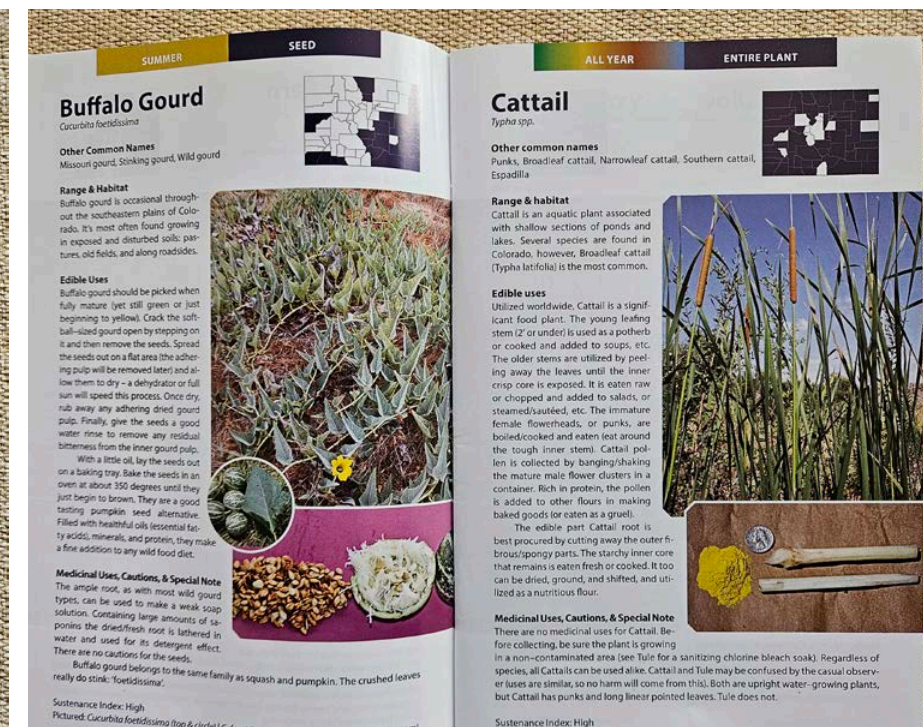 SUMMER
SEED
Buffalo Gourd
Cucurbita foetidissima
Other Common Names
Missouri gourd, Stinking gourd, Wild gourd
Range & Habitat
Buffalo gourd is occasional through-
out the southeastern plains of Colo-
rado. It's most often found growing
in exposed and disturbed soils: pas-
tures, old fields, and along roadsides.
Edible Uses
Buffalo gourd should be picked when
fully mature (yet still green or just
beginning to yellow). Crack the soft-
ball-sized gourd open by stepping on
it and then remove the seeds. Spread
the seeds out on a flat area (the adher-
ing pulp will be removed later) and al-
low them to dry – a dehydrator or full
sun will speed this process. Once dry,
rub away any adhering dried gourd
pulp. Finally, give the seeds a good
water rinse to remove any residual
bitterness from the inner gourd pulp.
With a little oil, lay the seeds out
on a baking tray. Bake the seeds in an
oven at about 350 degrees until they
just begin to brown. They are a good
tasting pumpkin seed alternative.
Filled with healthful oils (essential fat-
ty acids), minerals, and protein, they make
a fine addition to any wild food diet.
Medicinal Uses, Cautions, & Special Note
The ample root, as with most wild gourd
types, can be used to make a weak soap
solution. Containing large amounts of sa-
ponins the dried/fresh root is lathered in
water and used for its detergent effect.
There are no cautions for the seeds.
Buffalo gourd belongs to the same family as squash and pumpkin. The crushed leaves
really do stink: 'foetidissima'.
Sustenance Index: High
Pictured: Cucurbita foetidissima (top & circle)
ALL YEAR
ENTIRE PLANT
Cattail
Typha spp.
Other common names
Punks, Broadleaf cattail, Narrowleaf cattail, Southern cattail,
Espadilla
Range & habitat
Cattail is an aquatic plant associated
with shallow sections of ponds and
lakes. Several species are found in
Colorado, however, Broadleaf cattail
(Typha latifolia) is the most common.
Edible uses
Utilized worldwide, Cattail is a signif-
icant food plant. The young leafing
stem (2' or under) is used as a potherb
or cooked and added to soups, etc.
The older stems are utilized by peel-
ing away the leaves until the inner
crisp core is exposed. It is eaten raw
or chopped and added to salads, or
steamed/sautéed, etc. The immature
female flowerheads, or punks, are
boiled/cooked and eaten (eat around
the tough inner stem). Cattail pol-
len is collected by banging/shaking
the mature male flower clusters in a
container. Rich in protein, the pollen
is added to other flours in making
baked goods (or eaten as a gruel).
The edible part Cattail root is
best procured by cutting away the outer fi-
brous/spongy parts. The starchy inner core
that remains is eaten fresh or cooked. It too
can be dried, ground, and shifted, and uti-
lized as a nutritious flour.
Medicinal Uses, Cautions, & Special Note
There are no medicinal uses for Cattail. Be-
fore collecting, be sure the plant is growing
in a non-contaminated area (see Tule for a sanitizing chlorine bleach soak). Regardless of
species, all Cattails can be used alike. Cattail and Tule may be confused by the casual observ-
er (uses are similar, so no harm will come from this). Both are upright water-growing plants,
but Cattail has punks and long linear pointed leaves. Tule does not.
Sustenance Index: High